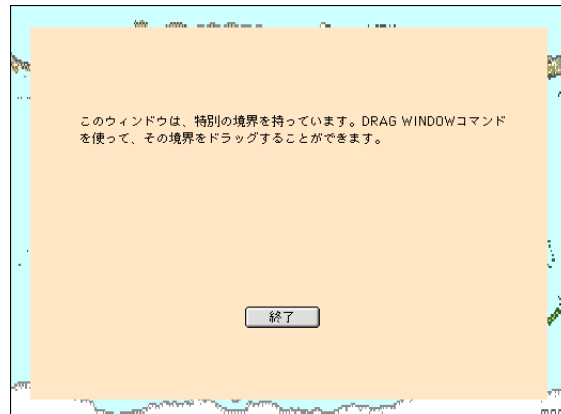 このウィンドウは、特別の境界を持っています。DRAG WINDOWコマンド
を使って、その境界をドラッグすることができます。
終了